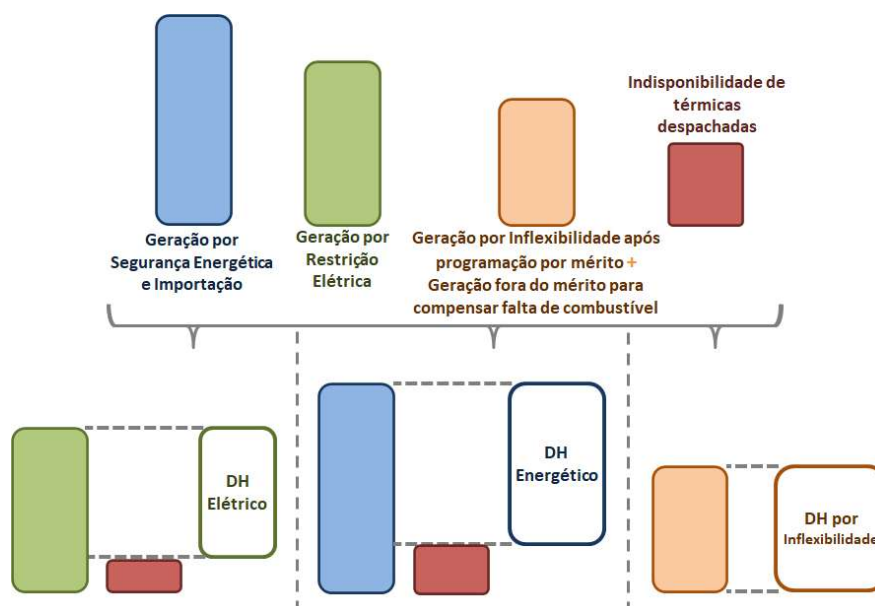 Indisponibilidade de
térmicas
despachadas
Geração por
Segurança Energética
e Importação
Geração por
Restrição
Elétrica
Geração por Inflexibilidade após
programação por mérito +
Geração fora do mérito para
compensar falta de combustível
DH
Elétrico
DH
Energético
DH por
Inflexibilidade